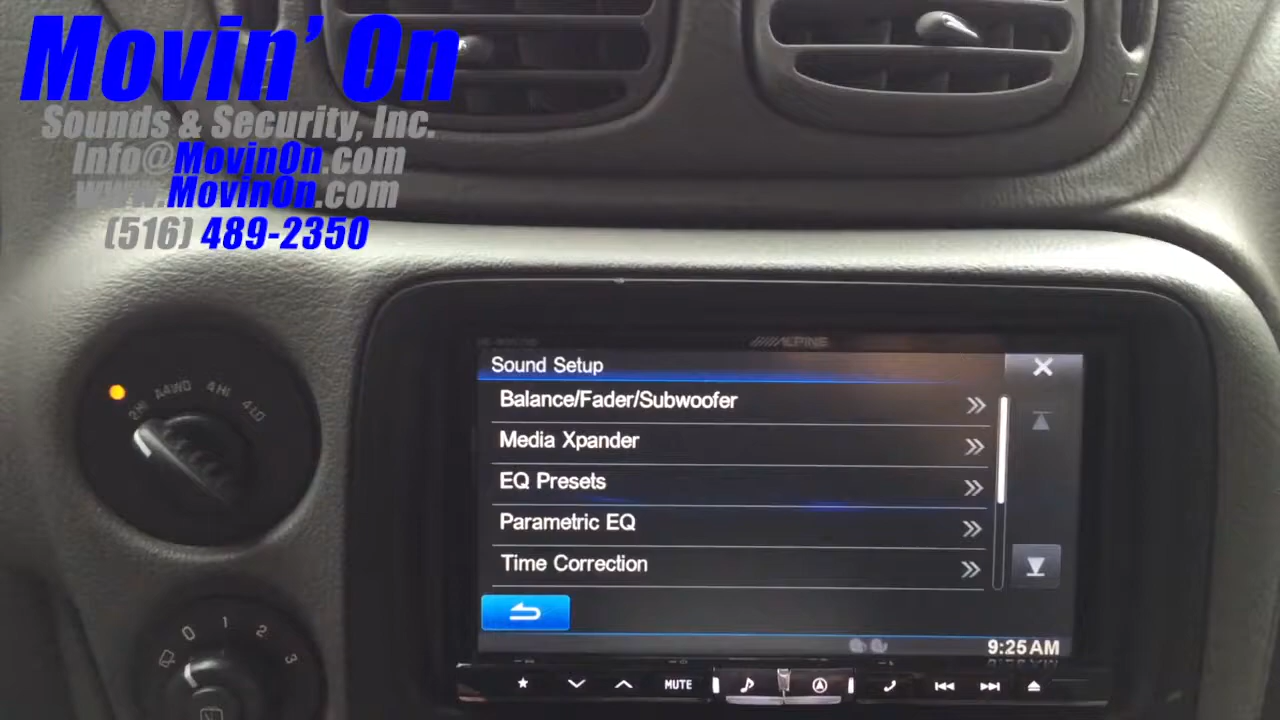 Movin' On
Sounds & Security, Inc.
Info@MovinOn.com
www.MovinOn.com
(516) 489-2350
ALPINE
Sound Setup
Balance/Fader/Subwoofer
Media Xpander
EQ Presets
Parametric EQ
Time Correction
9:25 AM
MUTE
2HI A4WD 4HI 4LO
0 1 2 3